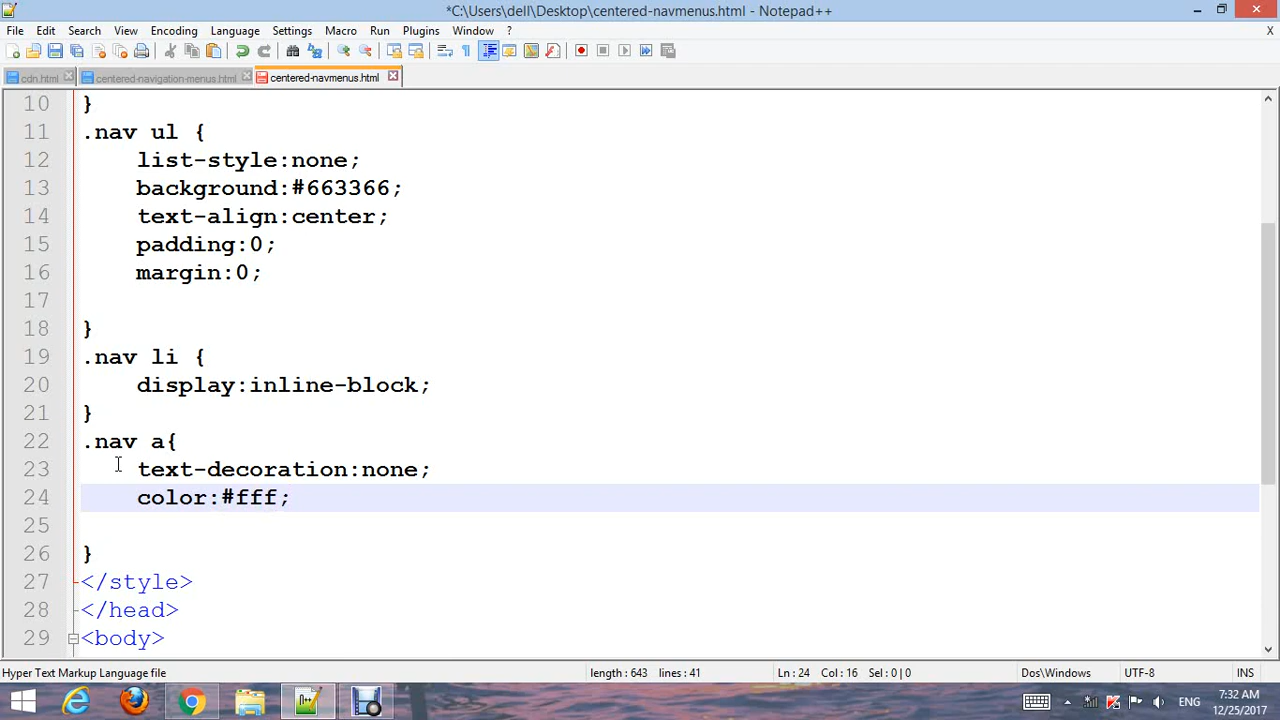 *C:\Users\dell\Desktop\centered-navmenus.html - Notepad++
File Edit Search View Encoding Language Settings Macro Run Plugins Window ? X
cdn.html centered-navigation-menus.html centered-navmenus.html
10 }
11 .nav ul {
12 list-style:none;
13 background:#663366;
14 text-align:center;
15 padding:0;
16 margin:0;
17
18 }
19 .nav li {
20 display:inline-block;
21 }
22 .nav a{
23 text-decoration:none;
24 color:#fff;
25
26 }
27 </style>
28 </head>
29 <body>
Hyper Text Markup Language file length : 643 lines : 41 Ln : 24 Col : 16 Sel : 0 | 0 Dos\Windows UTF-8 INS
ENG 7:32 AM
12/25/2017